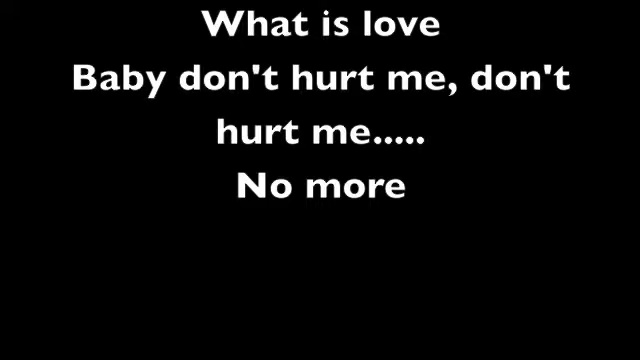 What is love
Baby don't hurt me, don't
hurt me.....
No more